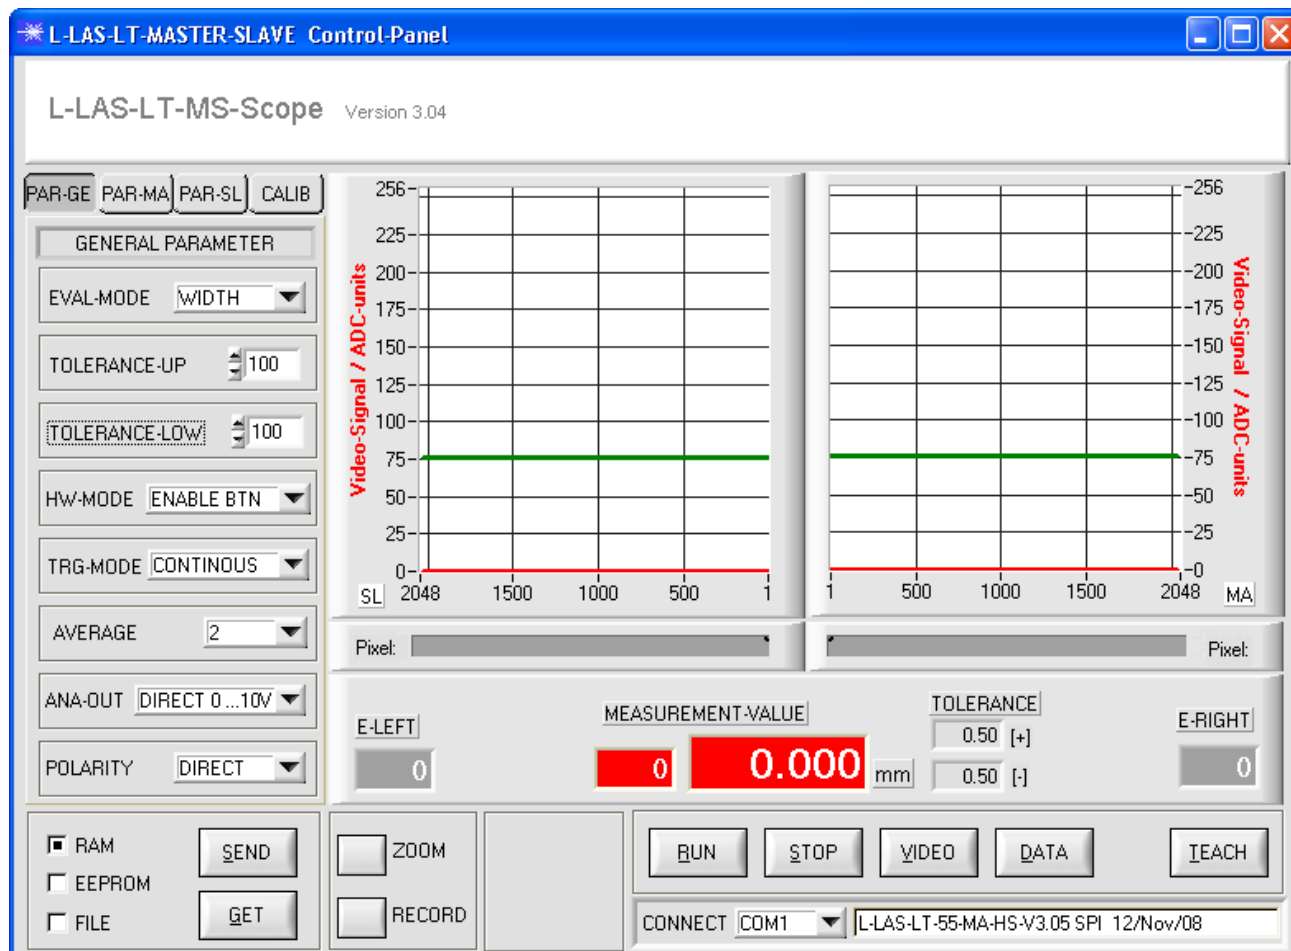 L-LAS-LT-MASTER-SLAVE Control-Panel
L-LAS-LT-MS-Scope Version 3.04
PAR-GE PAR-MA PAR-SL CALIB
GENERAL PARAMETER
EVAL-MODE WIDTH
TOLERANCE-UP 100
TOLERANCE-LOW 100
HW-MODE ENABLE BTN
TRG-MODE CONTINOUS
AVERAGE 2
ANA-OUT DIRECT 0 ...10V
POLARITY DIRECT
Video-Signal / ADC-units
256
225
200
175
150
125
100
75
50
25
0
SL 2048 1500 1000 500 1
256
225
200
175
150
125
100
75
50
25
0
Video-Signal / ADC-units
1 500 1000 1500 2048 MA
Pixel:
Pixel:
E-LEFT
0
MEASUREMENT-VALUE
0 0.000 mm
TOLERANCE
0.50 [+]
0.50 [-]
E-RIGHT
0
RAM
EEPROM
FILE
SEND
GET
ZOOM
RECORD
RUN STOP VIDEO DATA TEACH
CONNECT COM1 L-LAS-LT-55-MA-HS-V3.05 SPI 12/Nov/08